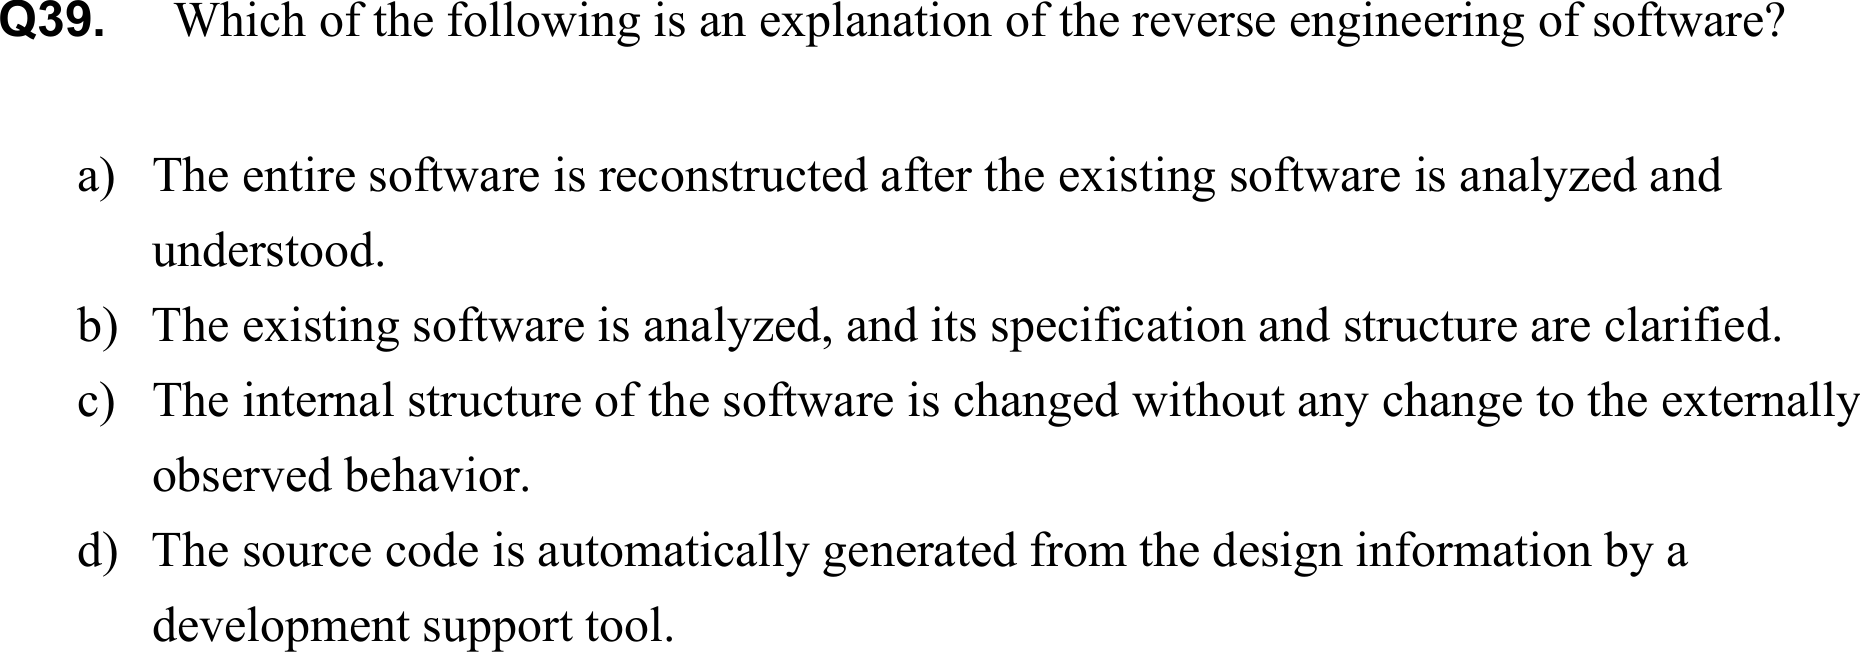 Q39. Which of the following is an explanation of the reverse engineering of software?
a) The entire software is reconstructed after the existing software is analyzed and
understood.
b) The existing software is analyzed, and its specification and structure are clarified.
c) The internal structure of the software is changed without any change to the externally
observed behavior.
d) The source code is automatically generated from the design information by a
development support tool.